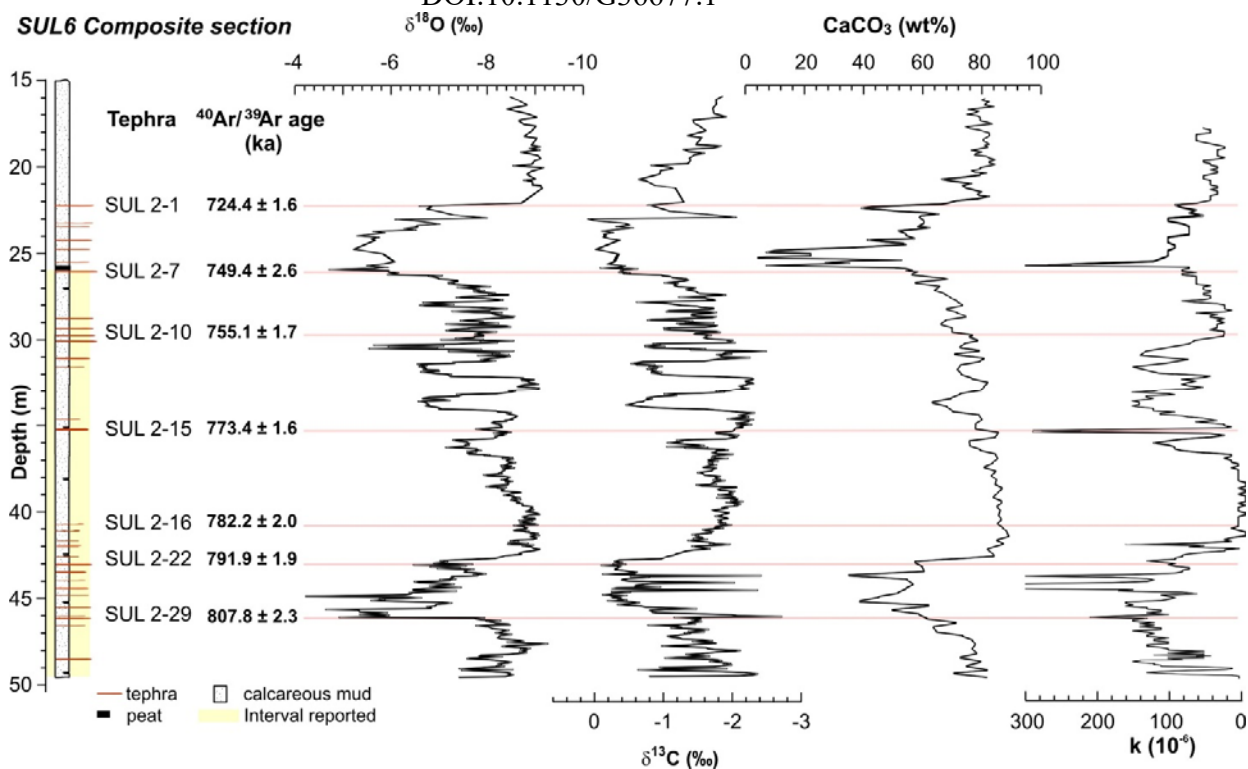 DOI:10.1130/G36677.1
SUL6 Composite section
δ18O (‰)
CaCO3 (wt%)
-4 -6 -8 -10
0 20 40 60 80 100
Tephra
40Ar/39Ar age
(ka)
15
20
25
30
35
40
45
50
Depth (m)
SUL 2-1 724.4 ± 1.6
SUL 2-7 749.4 ± 2.6
SUL 2-10 755.1 ± 1.7
SUL 2-15 773.4 ± 1.6
SUL 2-16 782.2 ± 2.0
SUL 2-22 791.9 ± 1.9
SUL 2-29 807.8 ± 2.3
tephra
calcareous mud
peat
Interval reported
0 -1 -2 -3
δ13C (‰)
300 200 100 0
k (10-6)